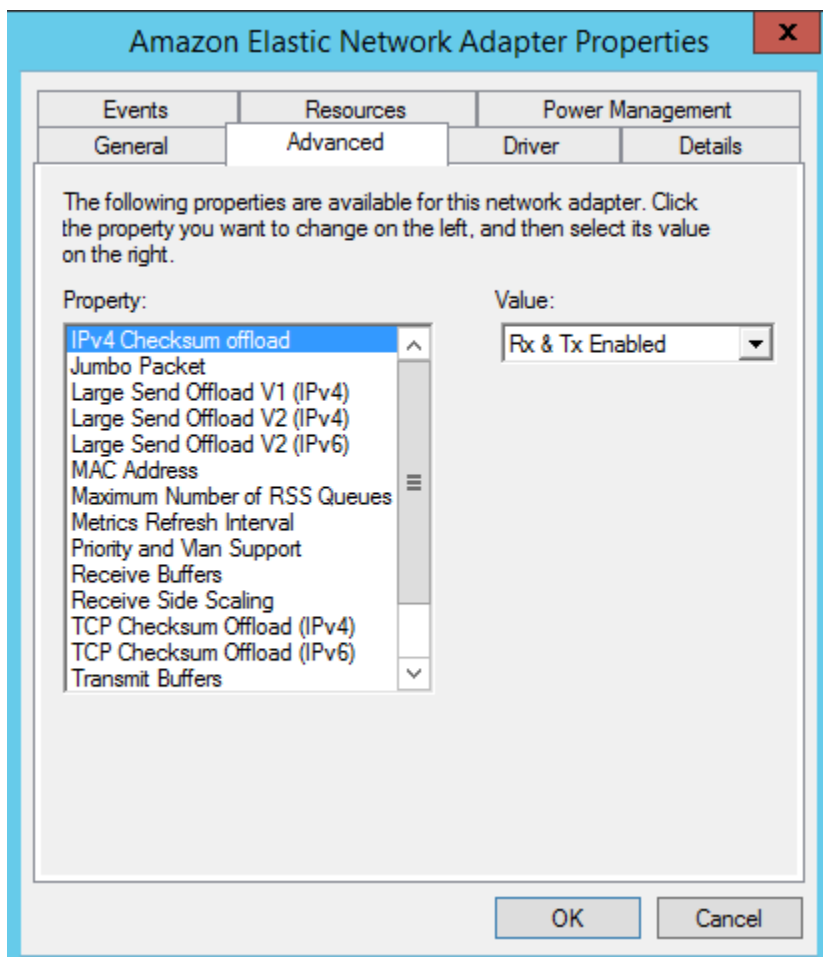 Amazon Elastic Network Adapter Properties
x
Events Resources Power Management
General Advanced Driver Details
The following properties are available for this network adapter. Click
the property you want to change on the left, and then select its value
on the right.
Property: Value:
IPv4 Checksum offload Rx & Tx Enabled
Jumbo Packet
Large Send Offload V1 (IPv4)
Large Send Offload V2 (IPv4)
Large Send Offload V2 (IPv6)
MAC Address
Maximum Number of RSS Queues
Metrics Refresh Interval
Priority and Vlan Support
Receive Buffers
Receive Side Scaling
TCP Checksum Offload (IPv4)
TCP Checksum Offload (IPv6)
Transmit Buffers
OK Cancel